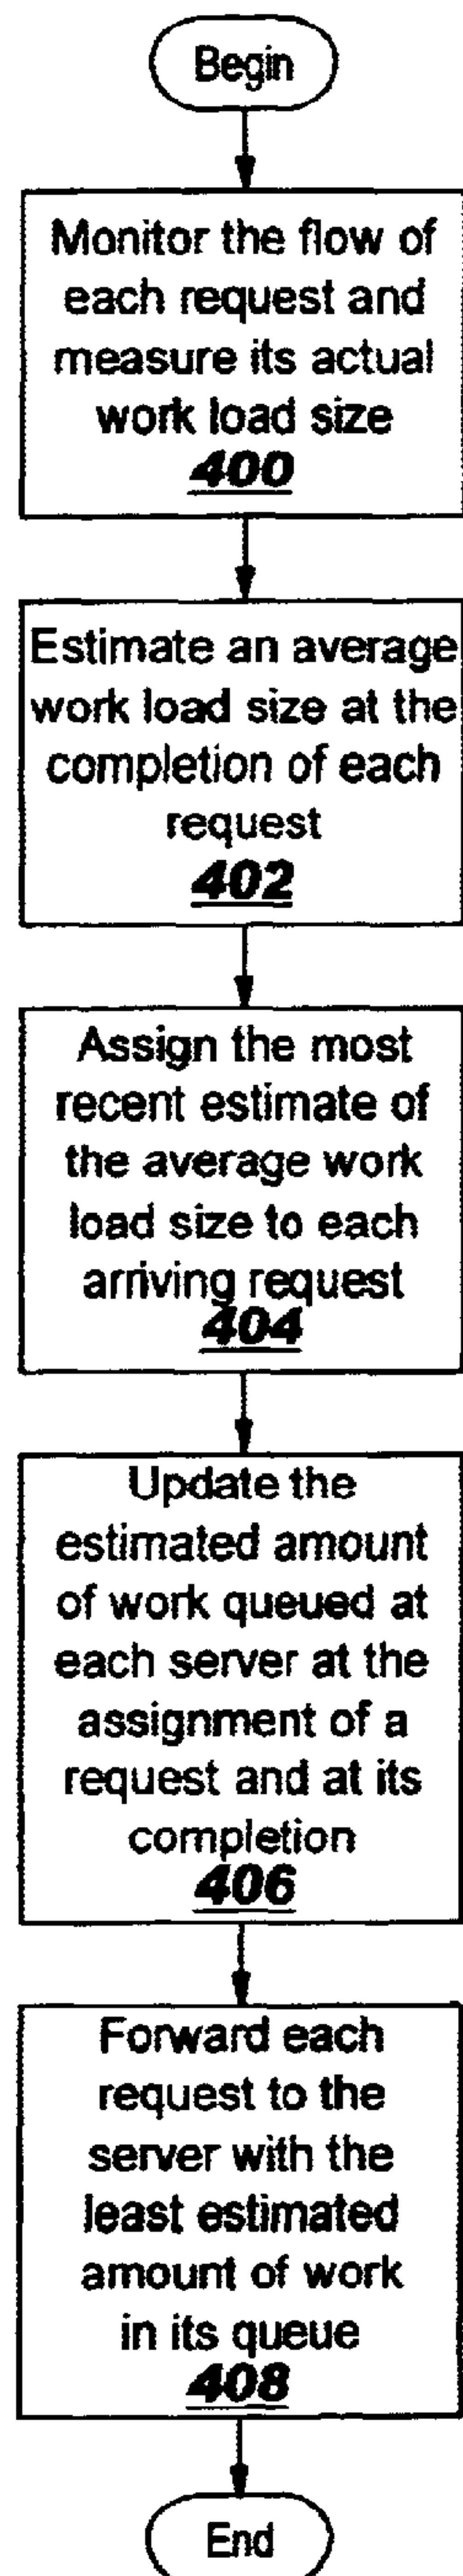 Begin
Monitor the flow of
each request and
measure its actual
work load size
400
Estimate an average
work load size at the
completion of each
request
402
Assign the most
recent estimate of
the average work
load size to each
arriving request
404
Update the
estimated amount
of work queued at
each server at the
assignment of a
request and at its
completion
406
Forward each
request to the
server with the
least estimated
amount of work
in its queue
408
End